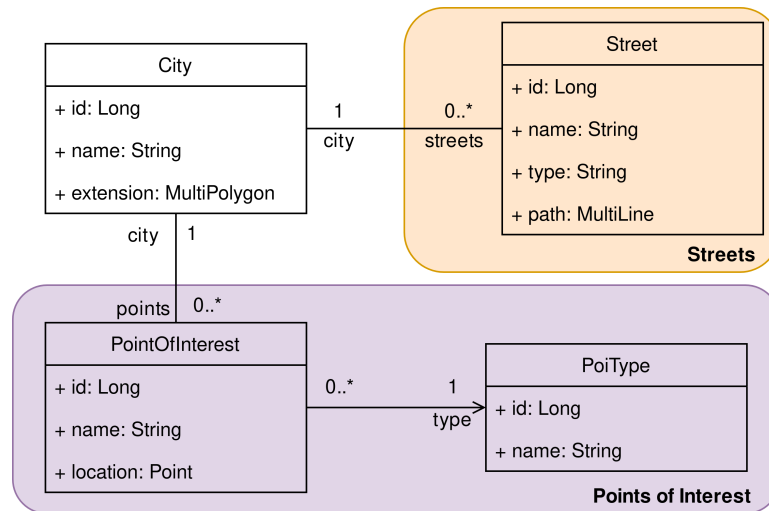 City
+ id: Long
+ name: String
+ extension: MultiPolygon
1
city
0..*
streets
Street
+ id: Long
+ name: String
+ type: String
+ path: MultiLine
Streets
city
1
points
0..*
PointOfInterest
+ id: Long
+ name: String
+ location: Point
0..*
1
type
PoiType
+ id: Long
+ name: String
Points of Interest